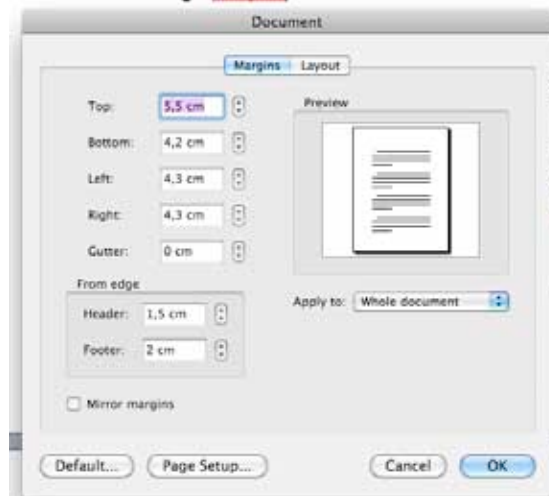 Document
Margins Layout
Top: 5,5 cm
Preview
Bottom: 4,2 cm
Left: 4,3 cm
Right: 4,3 cm
Gutter: 0 cm
From edge
Apply to: Whole document
Header: 1,5 cm
Footer: 2 cm
Mirror margins
Default... Page Setup... Cancel OK